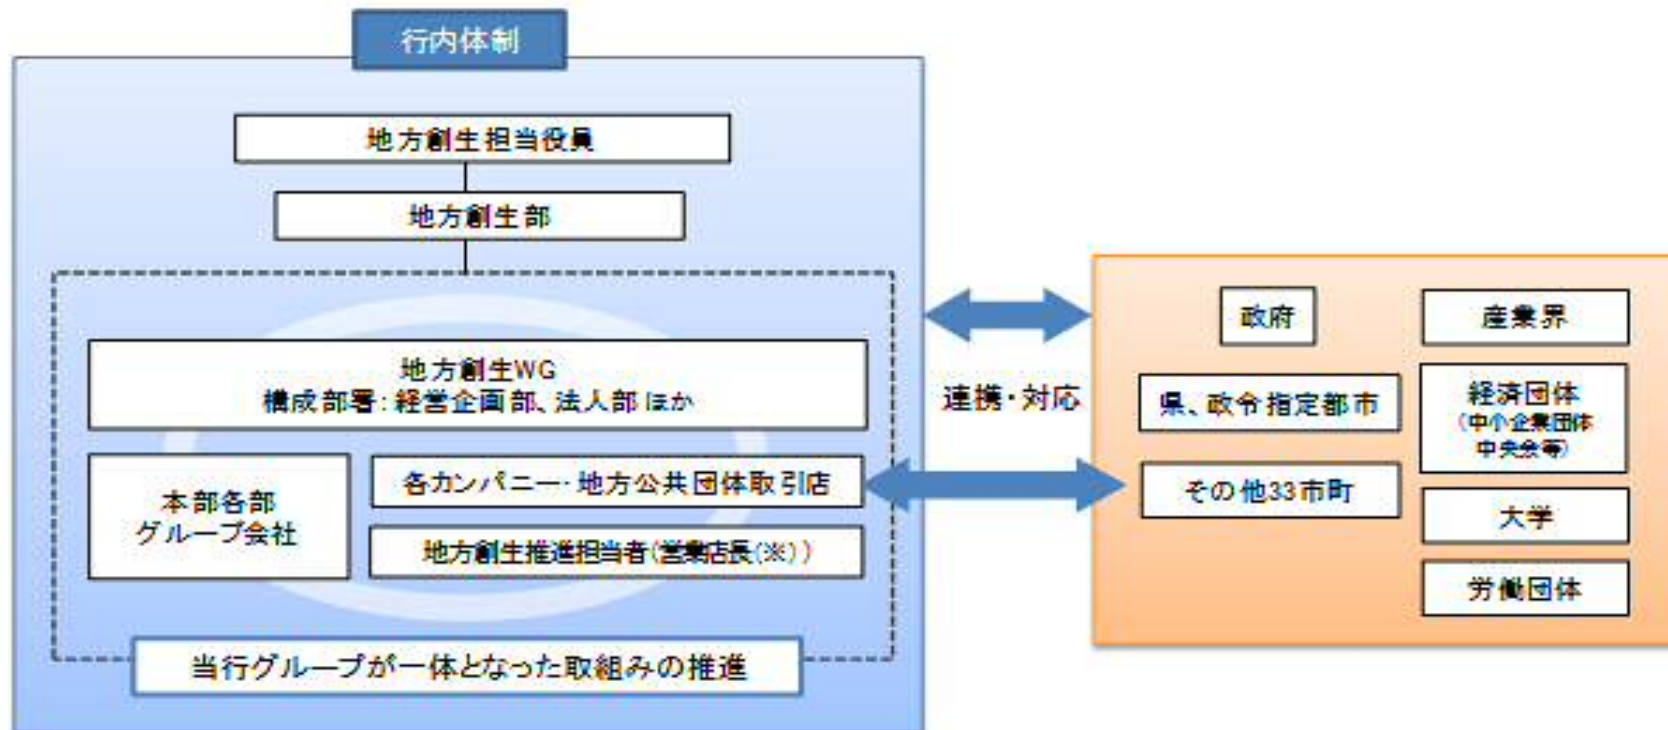 行内体制
地方創生担当役員
地方創生部
地方創生WG
構成部署：経営企画部、法人部 ほか
本部各部
グループ会社
各カンパニー・地方公共団体取引店
地方創生推進担当者（営業店長（※））
当行グループが一体となった取組みの推進
連携・対応
政府
県、政令指定都市
その他33市町
産業界
経済団体
（中小企業団体
中央会等）
大学
労働団体